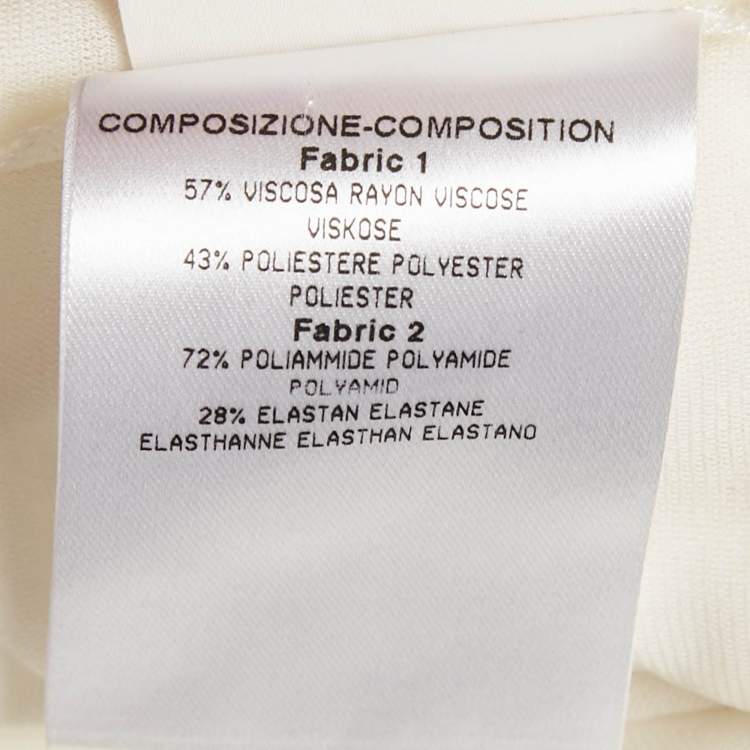 COMPOSIZIONE-COMPOSITION
Fabric 1
57% VISCOSA RAYON VISCOSE
VISKOSE
43% POLIESTERE POLYESTER
POLIESTER
Fabric 2
72% POLIAMMIDE POLYAMIDE
POLYAMID
28% ELASTAN ELASTANE
ELASTHANNE ELASTHAN ELASTANO